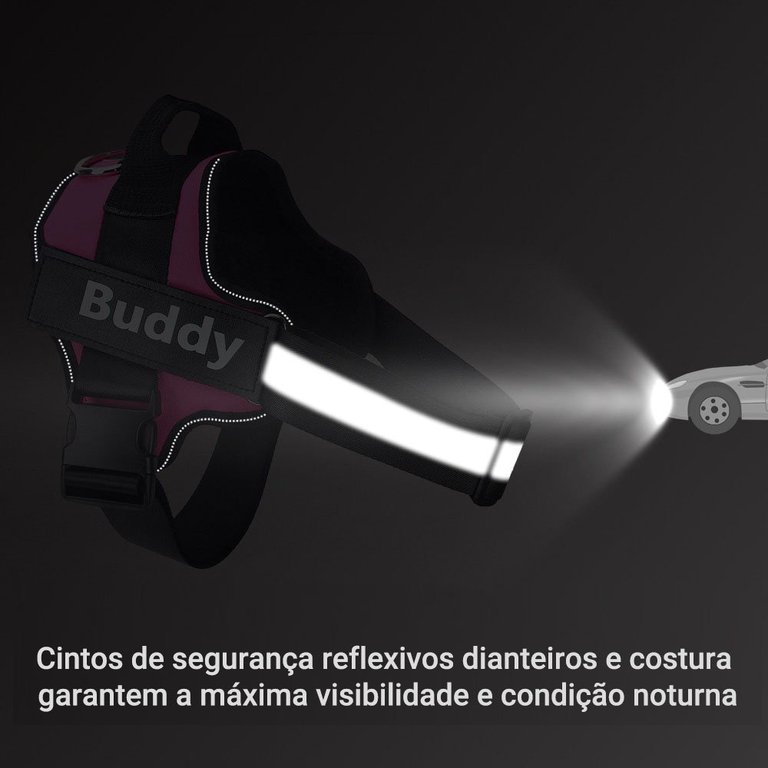 Buddy
Cintos de segurança reflexivos dianteiros e costura
garantem a máxima visibilidade e condição noturna